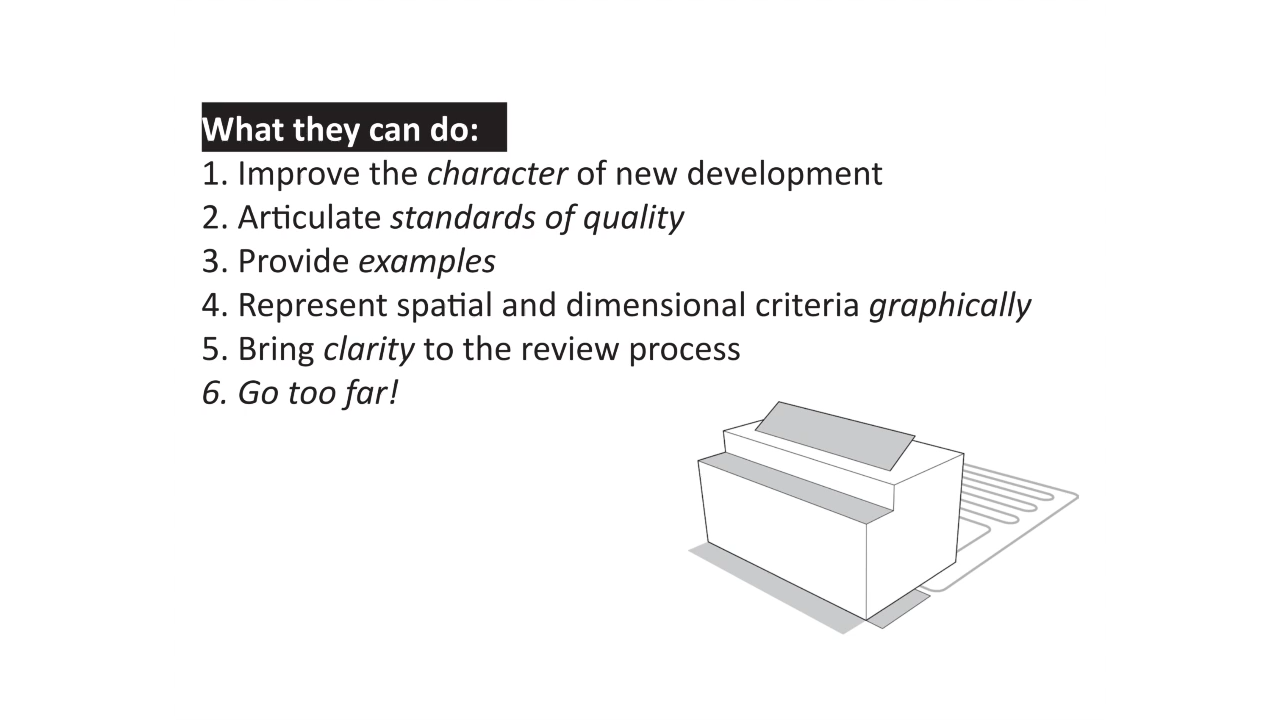 What they can do:
1. Improve the character of new development
2. Articulate standards of quality
3. Provide examples
4. Represent spatial and dimensional criteria graphically
5. Bring clarity to the review process
6. Go too far!